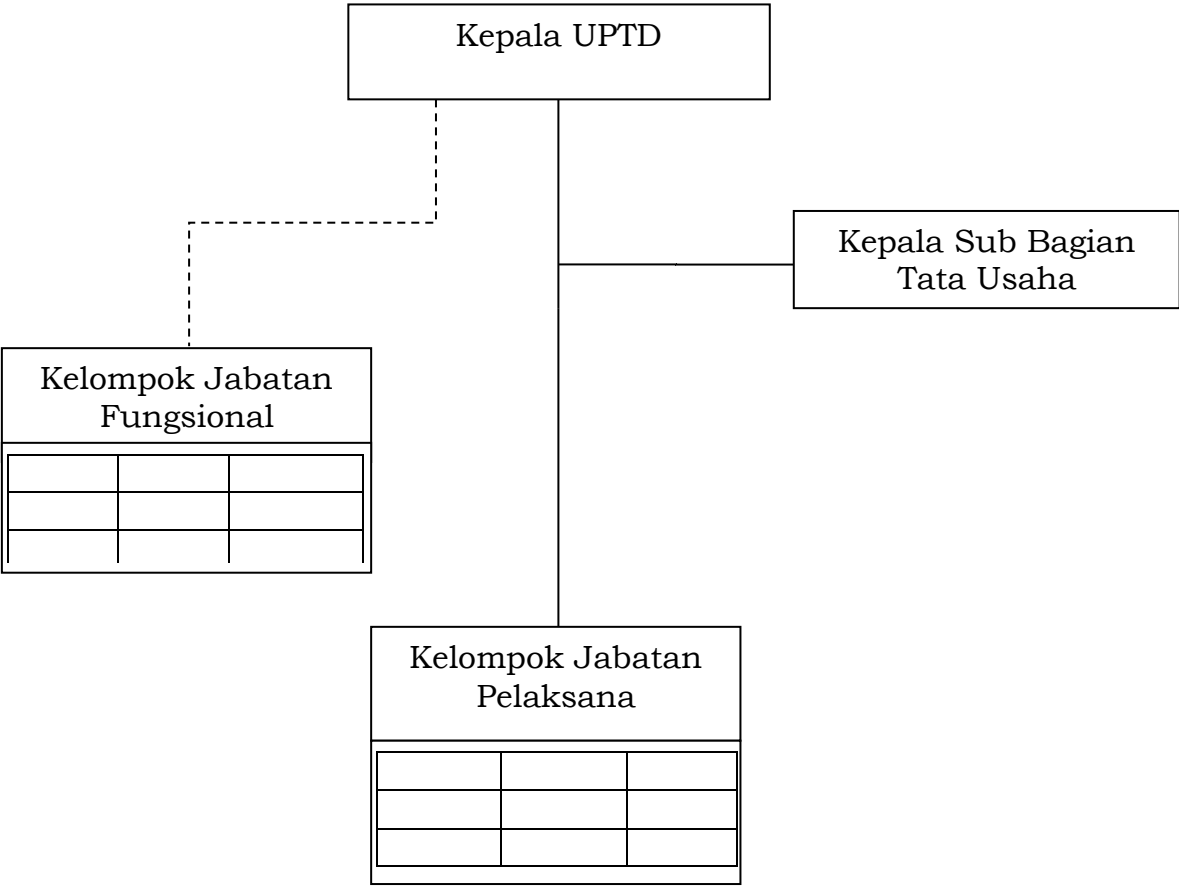 Kepala UPTD
Kepala Sub Bagian
Tata Usaha
Kelompok Jabatan
Fungsional
Kelompok Jabatan
Pelaksana